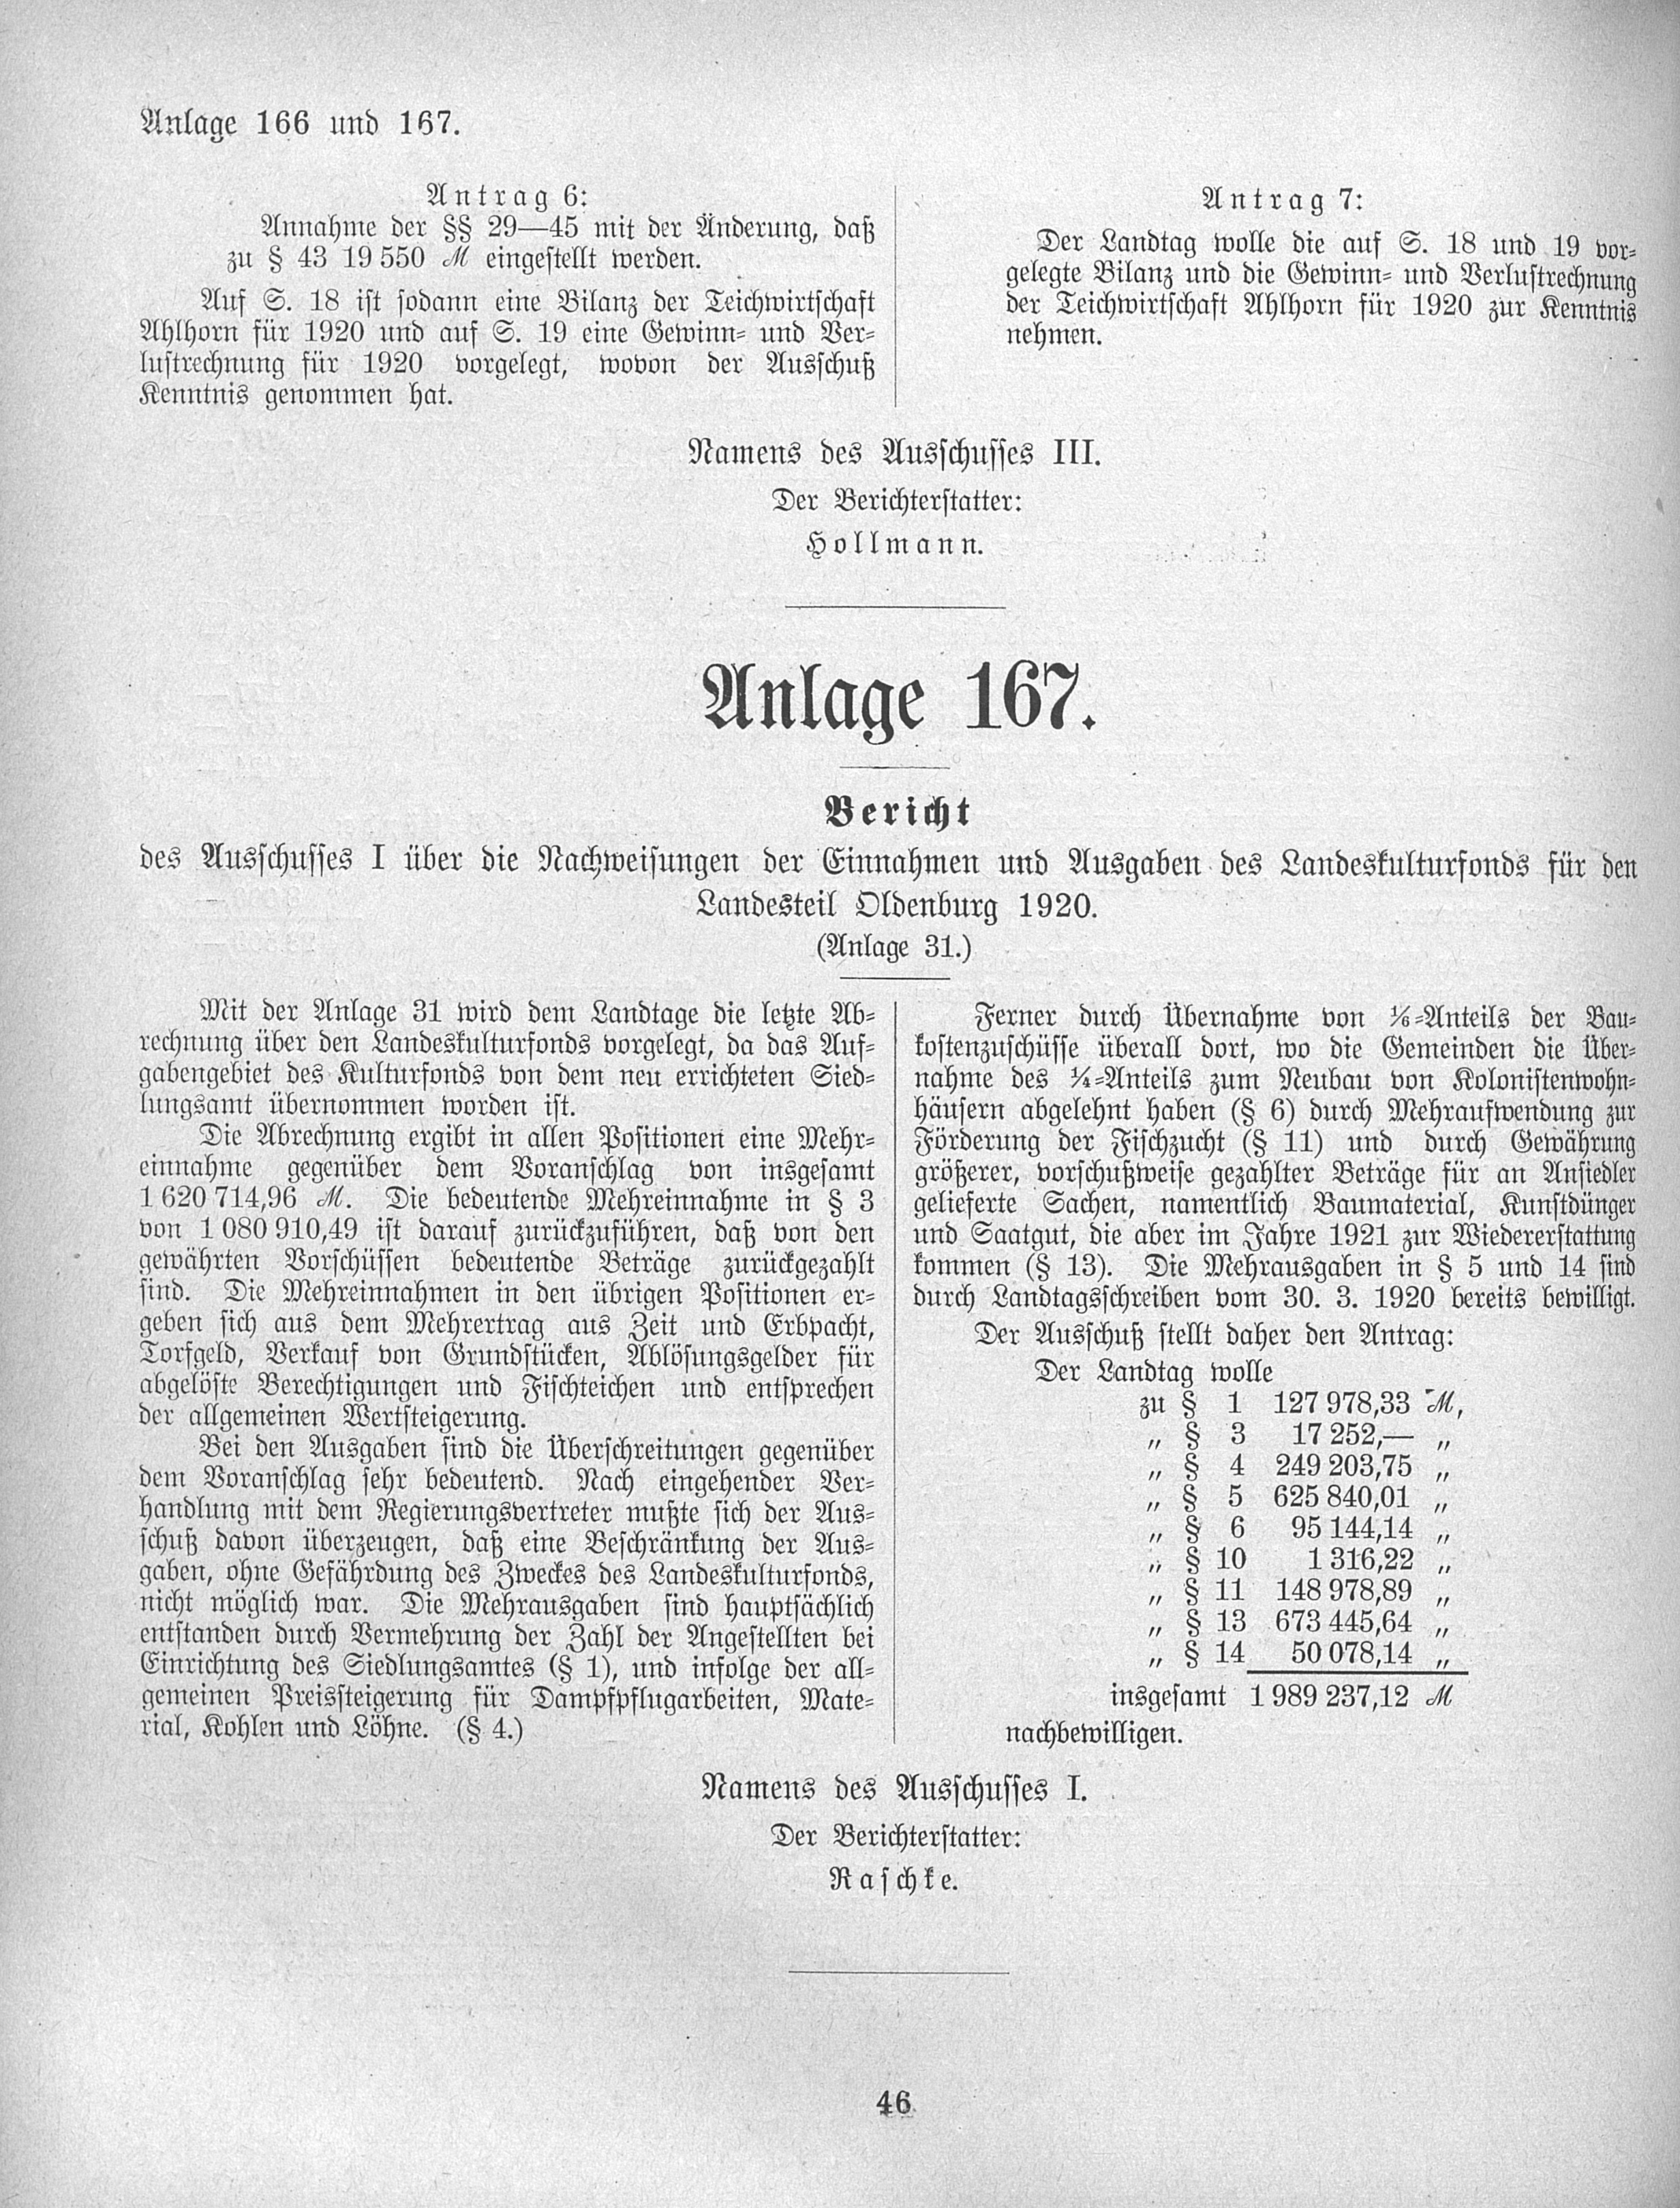 Anlage 166 und 167.
Antrag 6:
Annahme der §§ 29—45 mit der Änderung, daß
zu § 43 19 550 ℳ eingestellt werden.
Auf S. 18 ist sodann eine Bilanz der Teichwirtschaft
Ahlhorn für 1920 und auf S. 19 eine Gewinn- und Ver-
lustrechnung für 1920 vorgelegt, wovon der Ausschuß
Kenntnis genommen hat.
Antrag 7:
Der Landtag wolle die auf S. 18 und 19 vor-
gelegte Bilanz und die Gewinn- und Verlustrechnung
der Teichwirtschaft Ahlhorn für 1920 zur Kenntnis
nehmen.
Namens des Ausschusses III.
Der Berichterstatter:
Hollmann.
Anlage 167.
Bericht
des Ausschusses I über die Nachweisungen der Einnahmen und Ausgaben des Landeskulturfonds für den
Landesteil Oldenburg 1920.
(Anlage 31.)
Mit der Anlage 31 wird dem Landtage die letzte Ab-
rechnung über den Landeskulturfonds vorgelegt, da das Auf-
gabengebiet des Kulturfonds von dem neu errichteten Sied-
lungsamt übernommen worden ist.
Die Abrechnung ergibt in allen Positionen eine Mehr-
einnahme gegenüber dem Voranschlag von insgesamt
1 620 714,96 ℳ. Die bedeutende Mehreinnahme in § 3
von 1 080 910,49 ist darauf zurückzuführen, daß von den
gewährten Vorschüssen bedeutende Beträge zurückgezahlt
sind. Die Mehreinnahmen in den übrigen Positionen er-
geben sich aus dem Mehrertrag aus Zeit und Erbpacht,
Torfgeld, Verkauf von Grundstücken, Ablösungsgelder für
abgelöste Berechtigungen und Fischteichen und entsprechen
der allgemeinen Wertsteigerung.
Bei den Ausgaben sind die Überschreitungen gegenüber
dem Voranschlag sehr bedeutend. Nach eingehender Ver-
handlung mit dem Regierungsvertreter mußte sich der Aus-
schuß davon überzeugen, daß eine Beschränkung der Aus-
gaben, ohne Gefährdung des Zweckes des Landeskulturfonds,
nicht möglich war. Die Mehrausgaben sind hauptsächlich
entstanden durch Vermehrung der Zahl der Angestellten bei
Einrichtung des Siedlungsamtes (§ 1), und infolge der all-
gemeinen Preissteigerung für Dampfpflugarbeiten, Mate-
rial, Kohlen und Löhne. (§ 4.)
Ferner durch Übernahme von ⅙-Anteils der Bau-
kostenzuschüsse überall dort, wo die Gemeinden die Über-
nahme des ¼-Anteils zum Neubau von Kolonistenwohn-
häusern abgelehnt haben (§ 6) durch Mehraufwendung zur
Förderung der Fischzucht (§ 11) und durch Gewährung
größerer, vorschußweise gezahlter Beträge für an Ansiedler
gelieferte Sachen, namentlich Baumaterial, Kunstdünger
und Saatgut, die aber im Jahre 1921 zur Wiedererstattung
kommen (§ 13). Die Mehrausgaben in § 5 und 14 sind
durch Landtagsschreiben vom 30. 3. 1920 bereits bewilligt.
Der Ausschuß stellt daher den Antrag:
Der Landtag wolle
zu § 1 127 978,33 ℳ,
„ § 3 17 252,— „
„ § 4 249 203,75 „
„ § 5 625 840,01 „
„ § 6 95 144,14 „
„ § 10 1 316,22 „
„ § 11 148 978,89 „
„ § 13 673 445,64 „
„ § 14 50 078,14 „
insgesamt 1 989 237,12 ℳ
nachbewilligen.
Namens des Ausschusses I.
Der Berichterstatter:
Raschke.
46